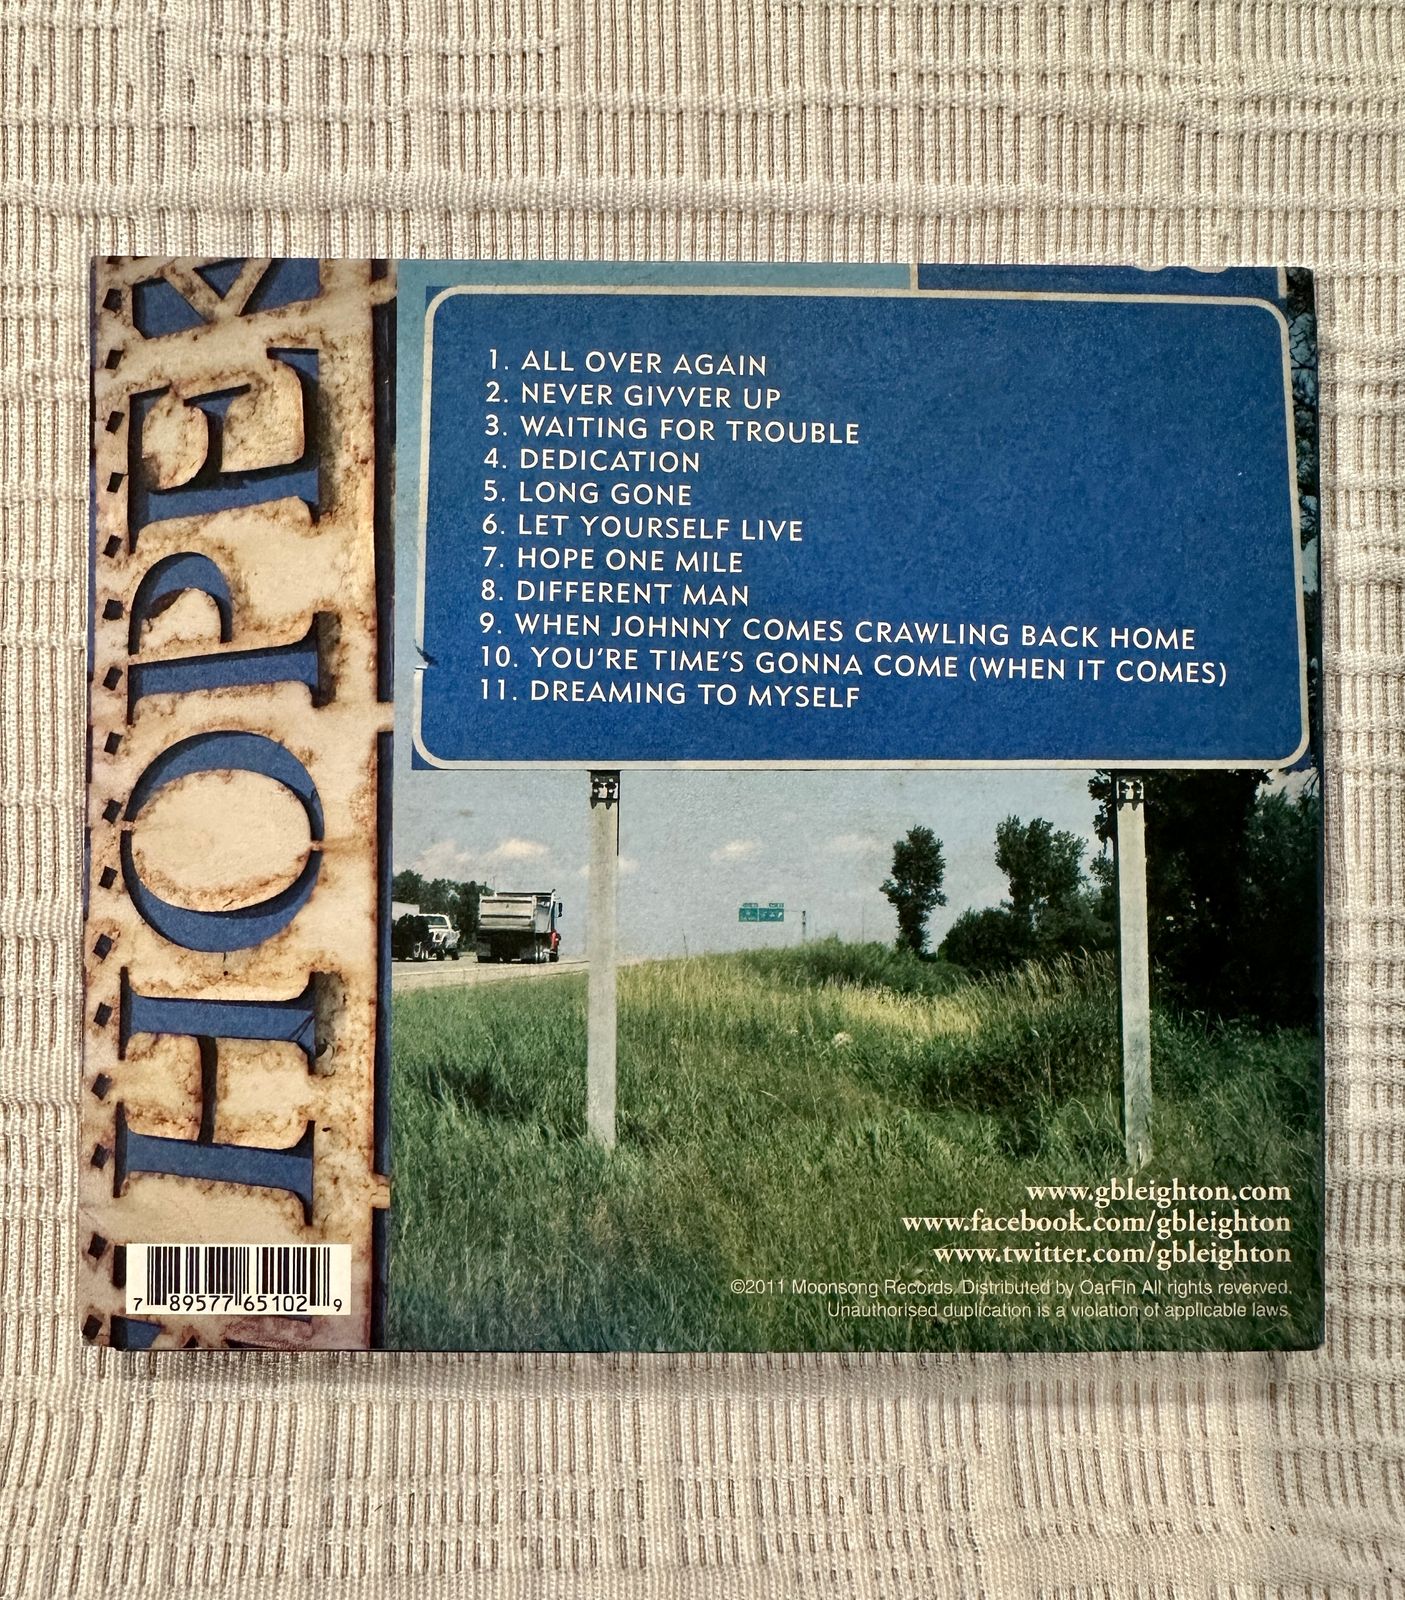 HOPE
1. ALL OVER AGAIN
2. NEVER GIVVER UP
3. WAITING FOR TROUBLE
4. DEDICATION
5. LONG GONE
6. LET YOURSELF LIVE
7. HOPE ONE MILE
8. DIFFERENT MAN
9. WHEN JOHNNY COMES CRAWLING BACK HOME
10. YOU'RE TIME'S GONNA COME (WHEN IT COMES)
11. DREAMING TO MYSELF
www.gbleighton.com
www.facebook.com/gbleighton
www.twitter.com/gbleighton
©2011 Moonsong Records. Distributed by OarFin All rights reverved.
Unauthorised duplication is a violation of applicable laws.
7 89577 65102 9